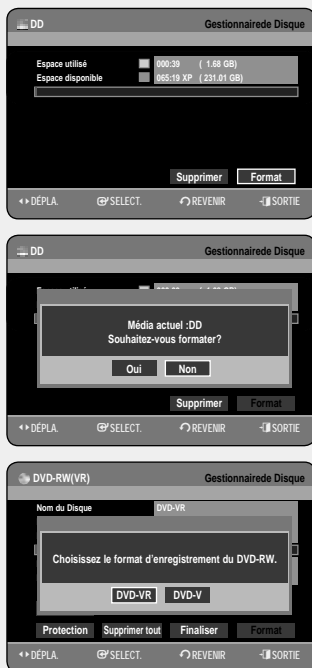 DD Gestionnairede Disque
Espace utilisé 000:39 ( 1.68 GB)
Espace disponible 065:19 XP ( 231.01 GB)
Supprimer Format
DÉPLA. SELECT. REVENIR SORTIE
DD Gestionnairede Disque
Média actuel :DD
Souhaitez-vous formater?
Oui Non
Supprimer Format
DÉPLA. SELECT. REVENIR SORTIE
DVD-RW(VR) Gestionnairede Disque
Nom du Disque DVD-VR
Choisissez le format d'enregistrement du DVD-RW.
DVD-VR DVD-V
Protection Supprimer tout Finaliser Format
DÉPLA. SELECT. REVENIR SORTIE